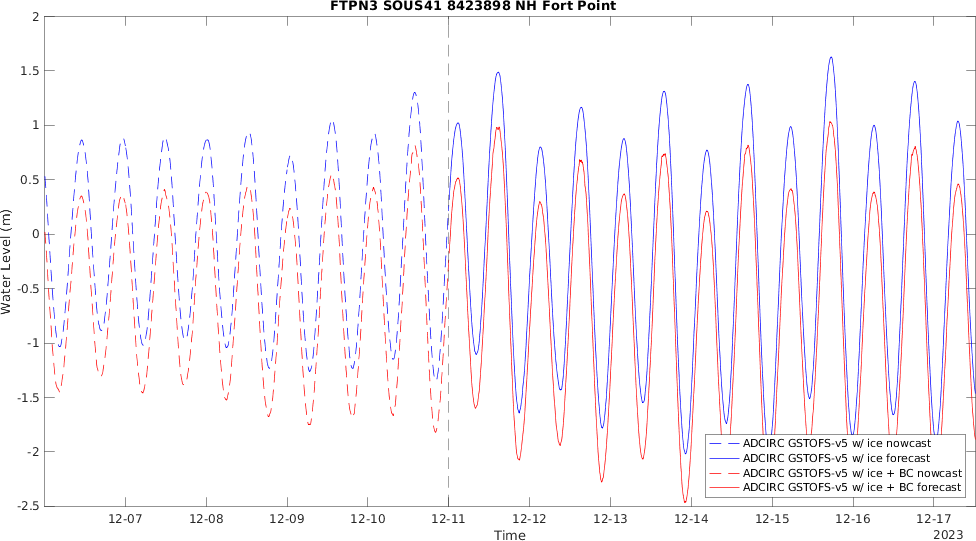 FTPN3 SOUS41 8423898 NH Fort Point
Water Level (m)
2
1.5
1
0.5
0
-0.5
-1
-1.5
-2
-2.5
ADCIRC GSTOFS-v5 w/ ice nowcast
ADCIRC GSTOFS-v5 w/ ice forecast
ADCIRC GSTOFS-v5 w/ ice + BC nowcast
ADCIRC GSTOFS-v5 w/ ice + BC forecast
12-07 12-08 12-09 12-10 12-11 12-12 12-13 12-14 12-15 12-16 12-17
Time
2023